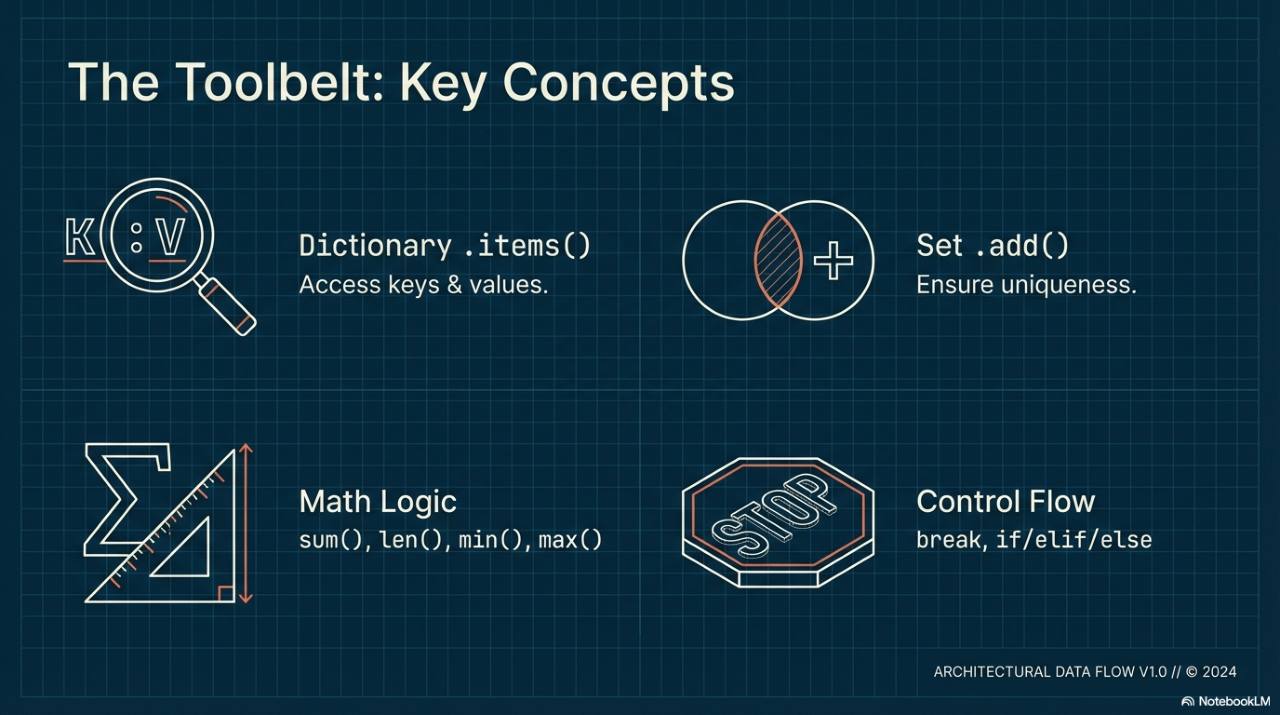 The Toolbelt: Key Concepts
K : V
Dictionary .items()
Access keys & values.
Set .add()
Ensure uniqueness.
Σ
Math Logic
sum(), len(), min(), max()
STOP
Control Flow
break, if/elif/else
ARCHITECTURAL DATA FLOW V1.0 // © 2024
NotebookLM